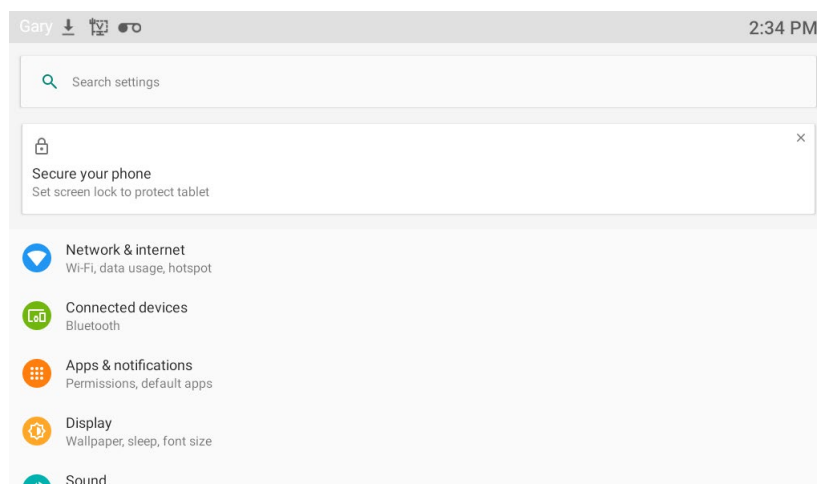 Gary 2:34 PM
Search settings
Secure your phone
Set screen lock to protect tablet
Network & internet
Wi-Fi, data usage, hotspot
Connected devices
Bluetooth
Apps & notifications
Permissions, default apps
Display
Wallpaper, sleep, font size
Sound